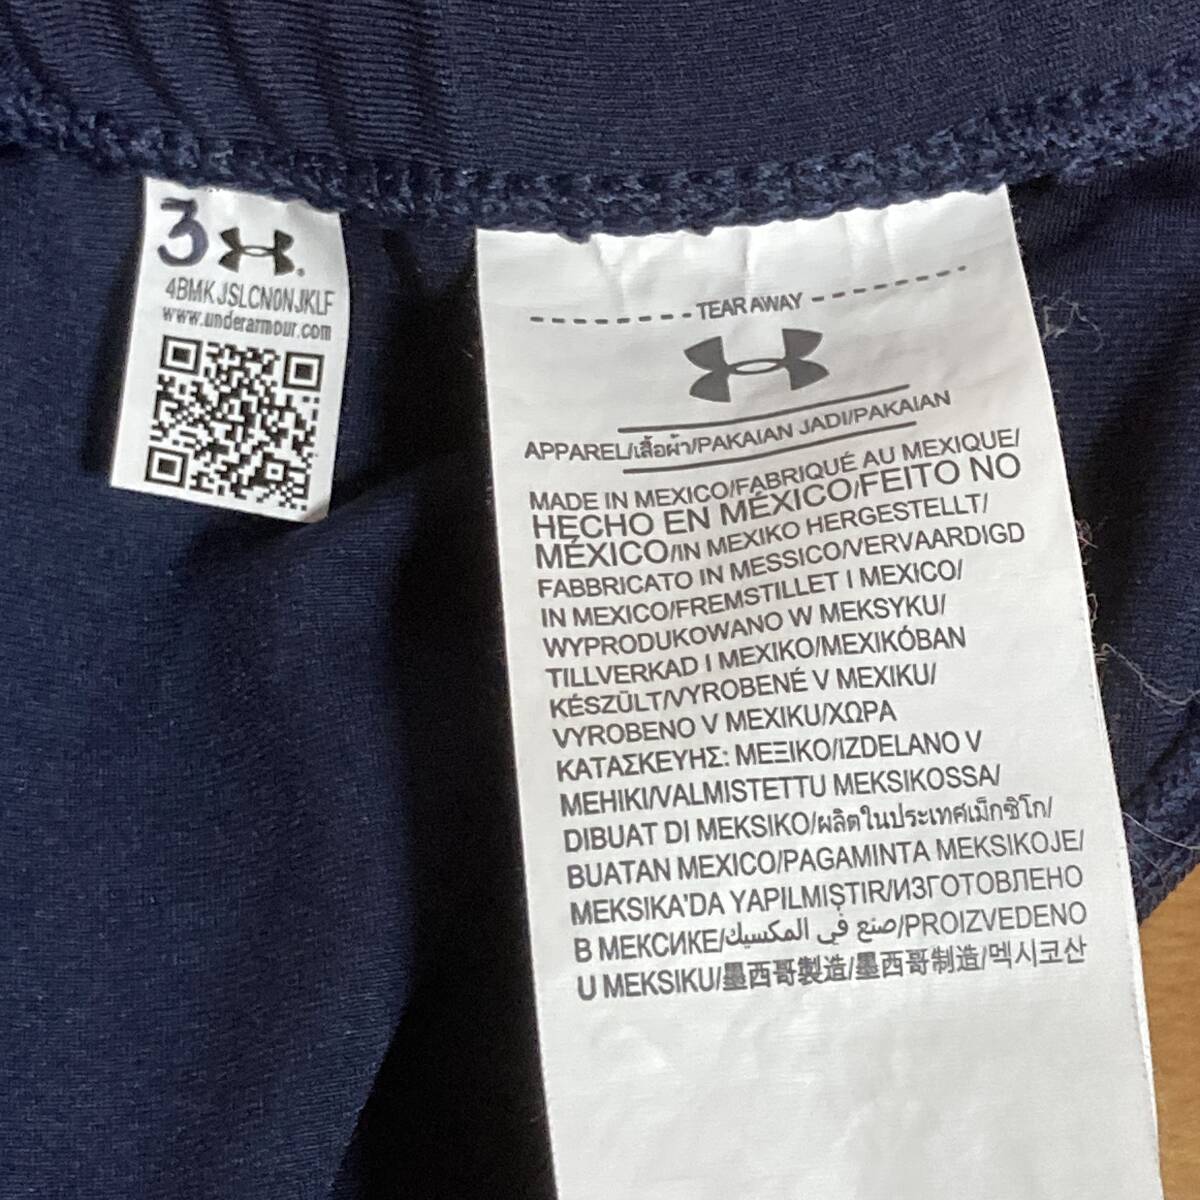 3
4BMKJSLCN0NJKLF
www.underarmour.com
TEAR AWAY
APPAREL/เสื้อผ้า/PAKAIAN JADI/PAKAIAN
MADE IN MEXICO/FABRIQUÉ AU MEXIQUE/
HECHO EN MÉXICO/FEITO NO
MÉXICO/IN MEXIKO HERGESTELLT/
FABBRICATO IN MESSICO/VERVAARDIGD
IN MEXICO/FREMSTILLET I MEXICO/
WYPRODUKOWANO W MEKSYKU/
TILLVERKAD I MEXIKO/MEXIKÓBAN
KÉSZÜLT/VYROBENÉ V MEXIKU/
VYROBENO V MEXIKU/ΧΩΡΑ
ΚΑΤΑΣΚΕΥΗΣ: ΜΕΞΙΚΟ/IZDELANO V
MEHIKI/VALMISTETTU MEKSIKOSSA/
DIBUAT DI MEKSIKO/ผลิตในประเทศเม็กซิโก/
BUATAN MEXICO/PAGAMINTA MEKSIKOJE/
MEKSIKA'DA YAPILMIŞTIR/ИЗГОТОВЛЕНО
В МЕКСИКЕ/صنع في المكسيك/PROIZVEDENO
U MEKSIKU/墨西哥製造/墨西哥制造/멕시코산